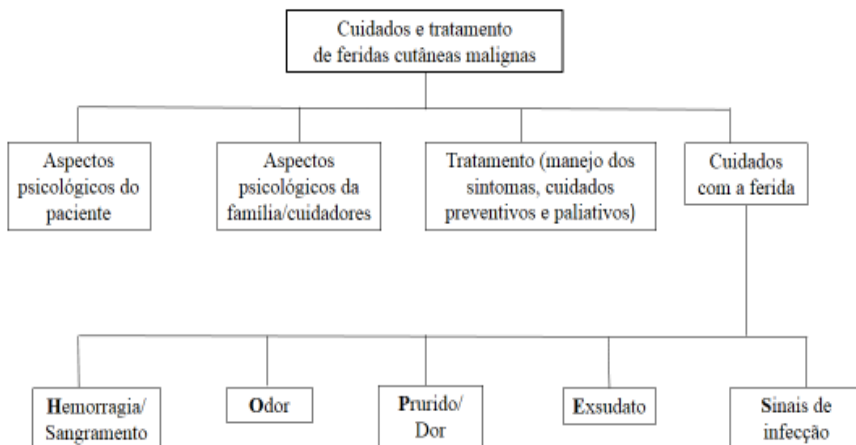 Cuidados e tratamento
de feridas cutâneas malignas
Aspectos
psicológicos do
paciente
Aspectos
psicológicos da
família/cuidadores
Tratamento (manejo dos
sintomas, cuidados
preventivos e paliativos)
Cuidados
com a ferida
Hemorragia/
Sangramento
Odor
Prurido/
Dor
Exsudato
Sinais de
infecção